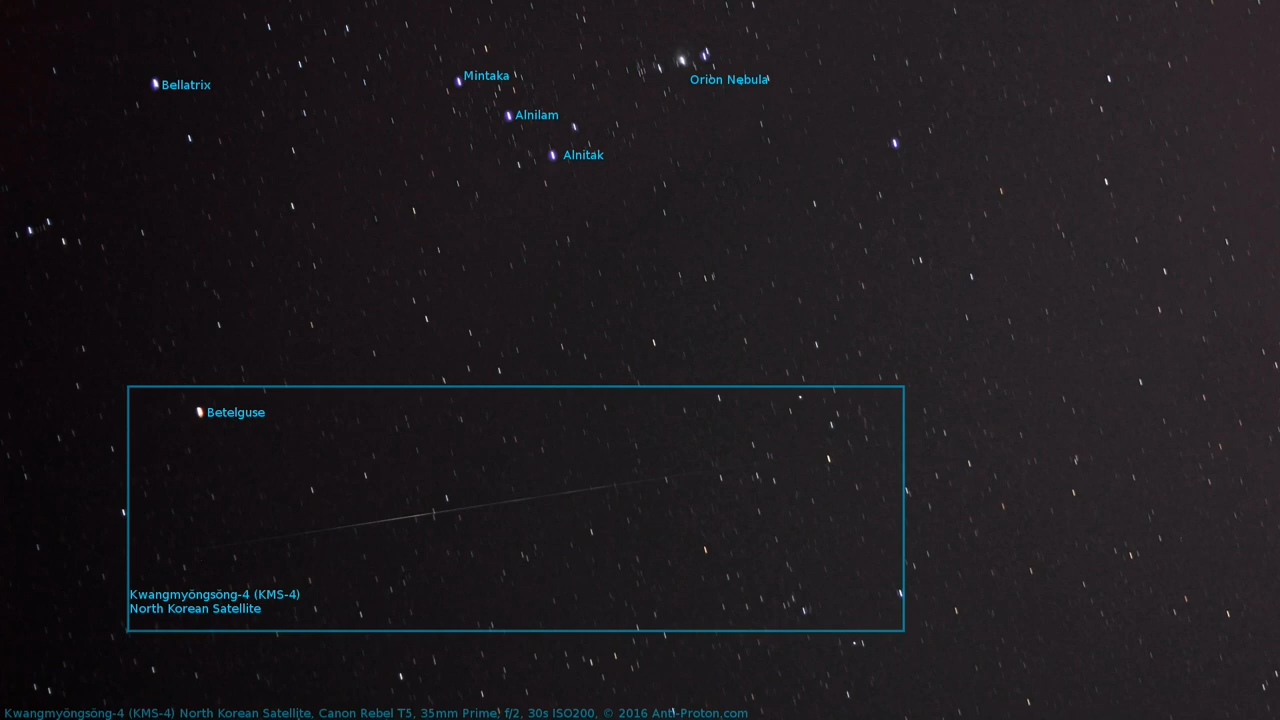 Mintaka
Bellatrix
Orion Nebula
Alnilam
Alnitak
Betelguse
Kwangmyŏngsŏng-4 (KMS-4)
North Korean Satellite
Kwangmyŏngsŏng-4 (KMS-4) North Korean Satellite, Canon Rebel T5, 35mm Prime, f/2, 30s ISO200, © 2016 Anti-Proton.com